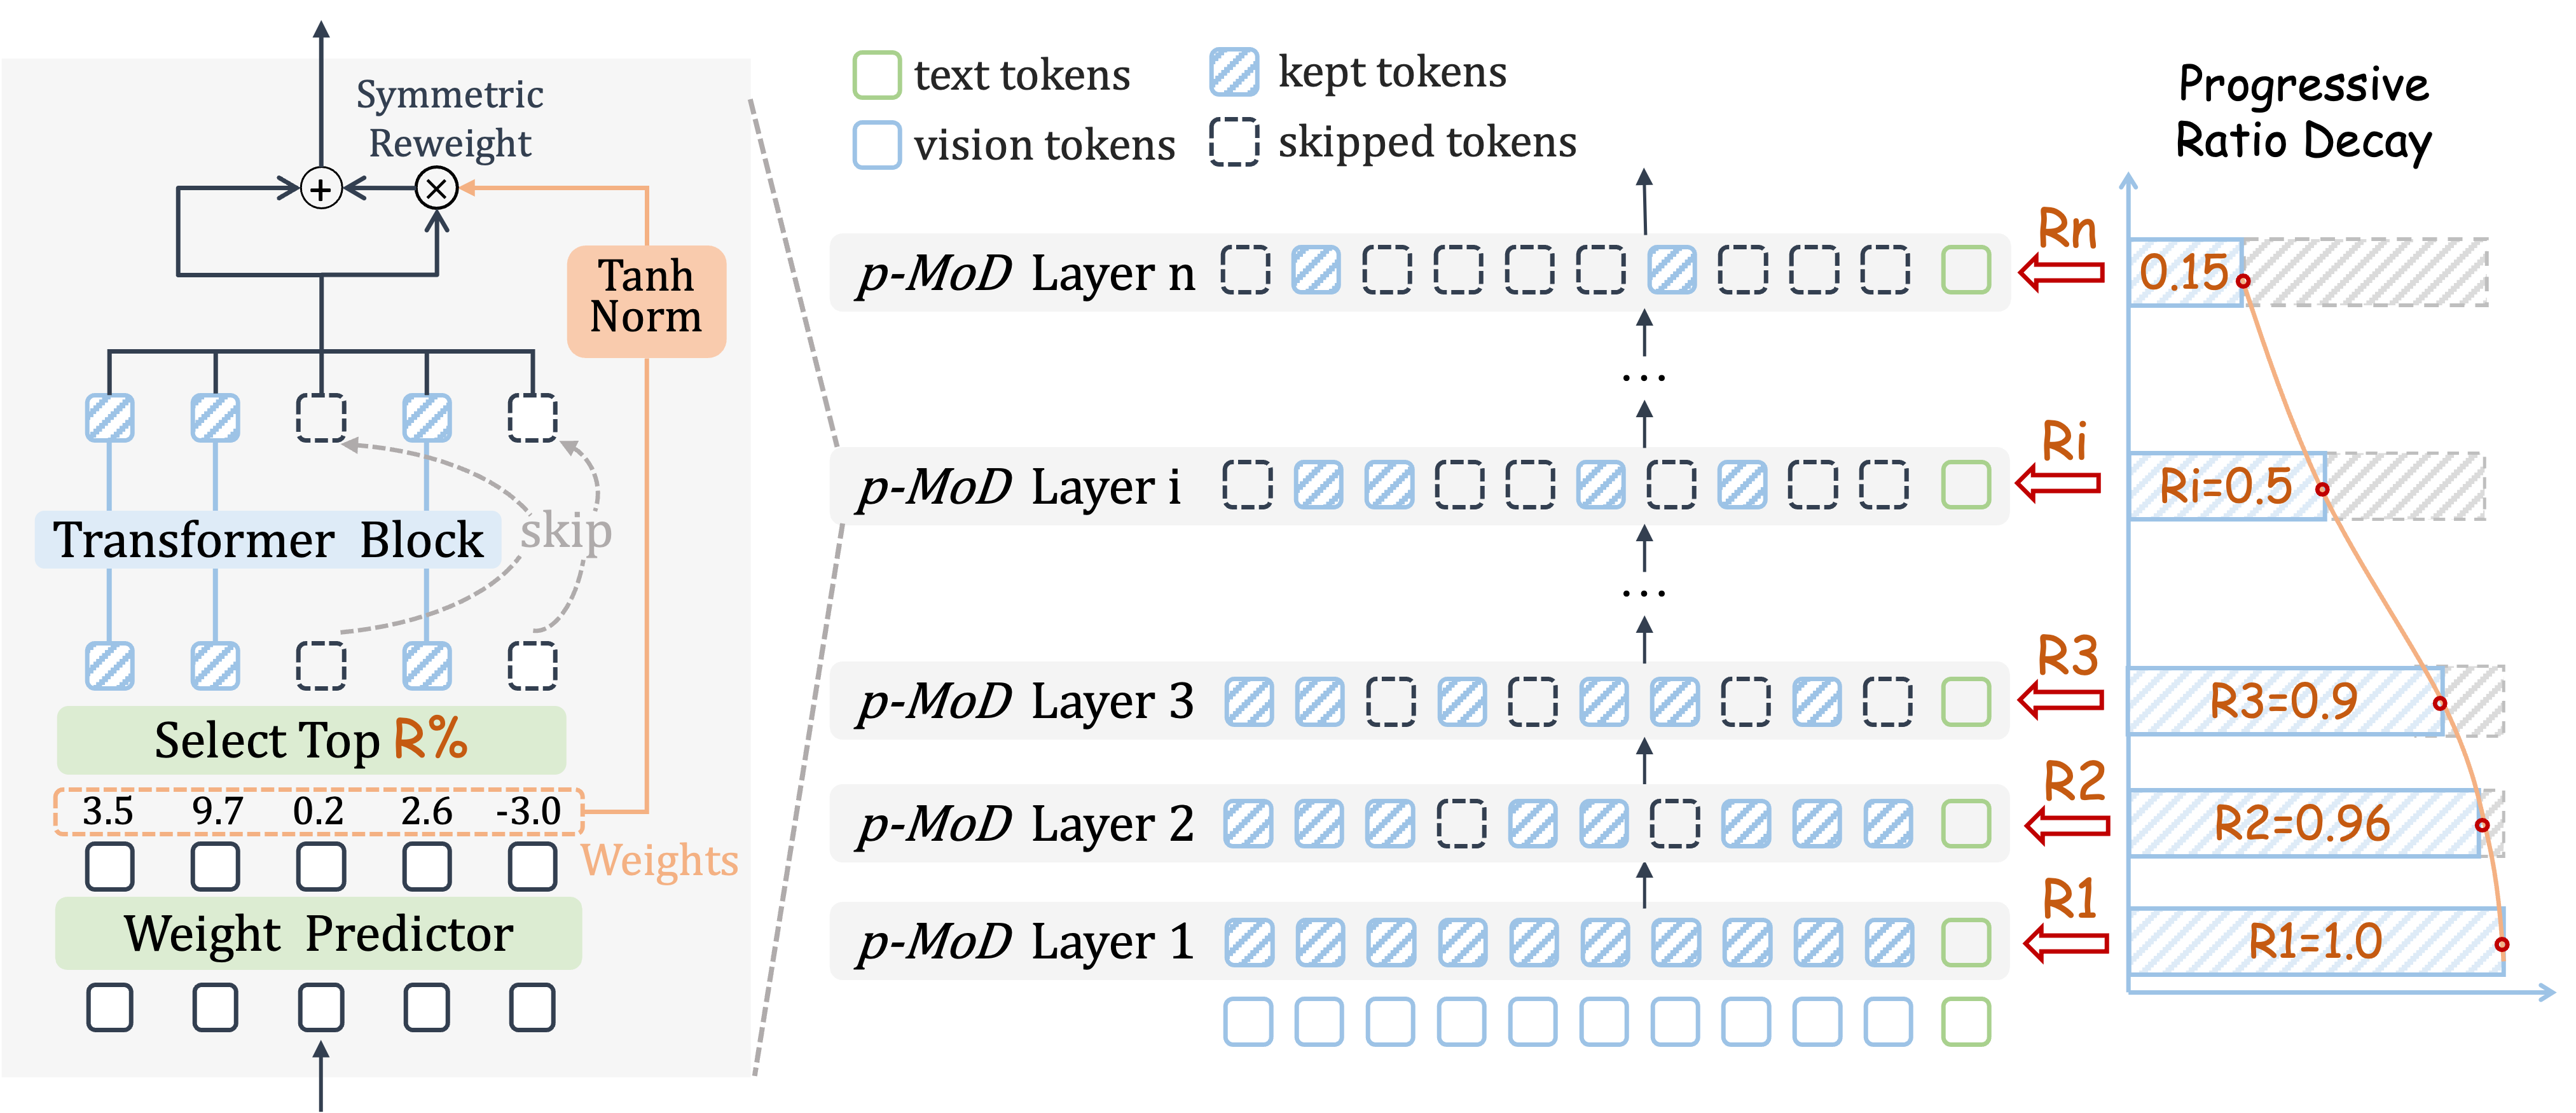 Symmetric
Reweight
+
×
Tanh
Norm
Transformer Block
skip
Select Top R%
3.5 9.7 0.2 2.6 -3.0
Weights
Weight Predictor
text tokens
kept tokens
vision tokens
skipped tokens
p-MoD Layer n
...
p-MoD Layer i
...
p-MoD Layer 3
p-MoD Layer 2
p-MoD Layer 1
Rn
Ri
R3
R2
R1
Progressive
Ratio Decay
0.15
Ri=0.5
R3=0.9
R2=0.96
R1=1.0